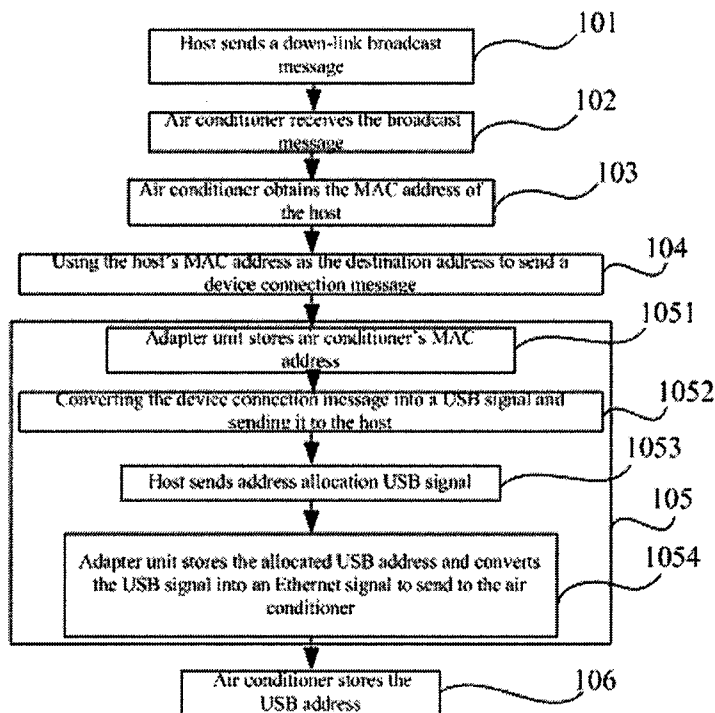 101
Host sends a down-link broadcast
message
102
Air conditioner receives the broadcast
message
103
Air conditioner obtains the MAC address of
the host
104
Using the host's MAC address as the destination address to send a
device connection message
1051
Adapter unit stores air conditioner's MAC
address
1052
Converting the device connection message into a USB signal and
sending it to the host
1053
Host sends address allocation USB signal
105
1054
Adapter unit stores the allocated USB address and converts
the USB signal into an Ethernet signal to send to the air
conditioner
106
Air conditioner stores the
USB address